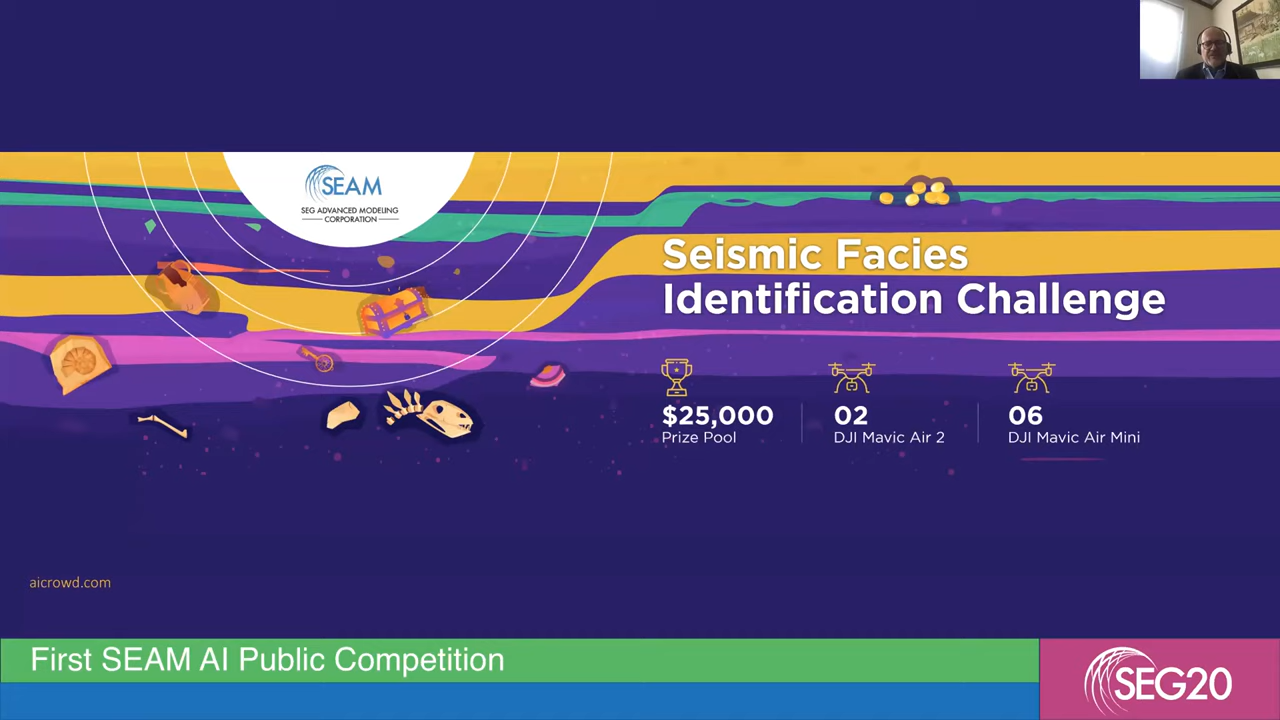 SEAM
SEG ADVANCED MODELING
CORPORATION
Seismic Facies
Identification Challenge
$25,000
Prize Pool
02
DJI Mavic Air 2
06
DJI Mavic Air Mini
aicrowd.com
First SEAM AI Public Competition
SEG20